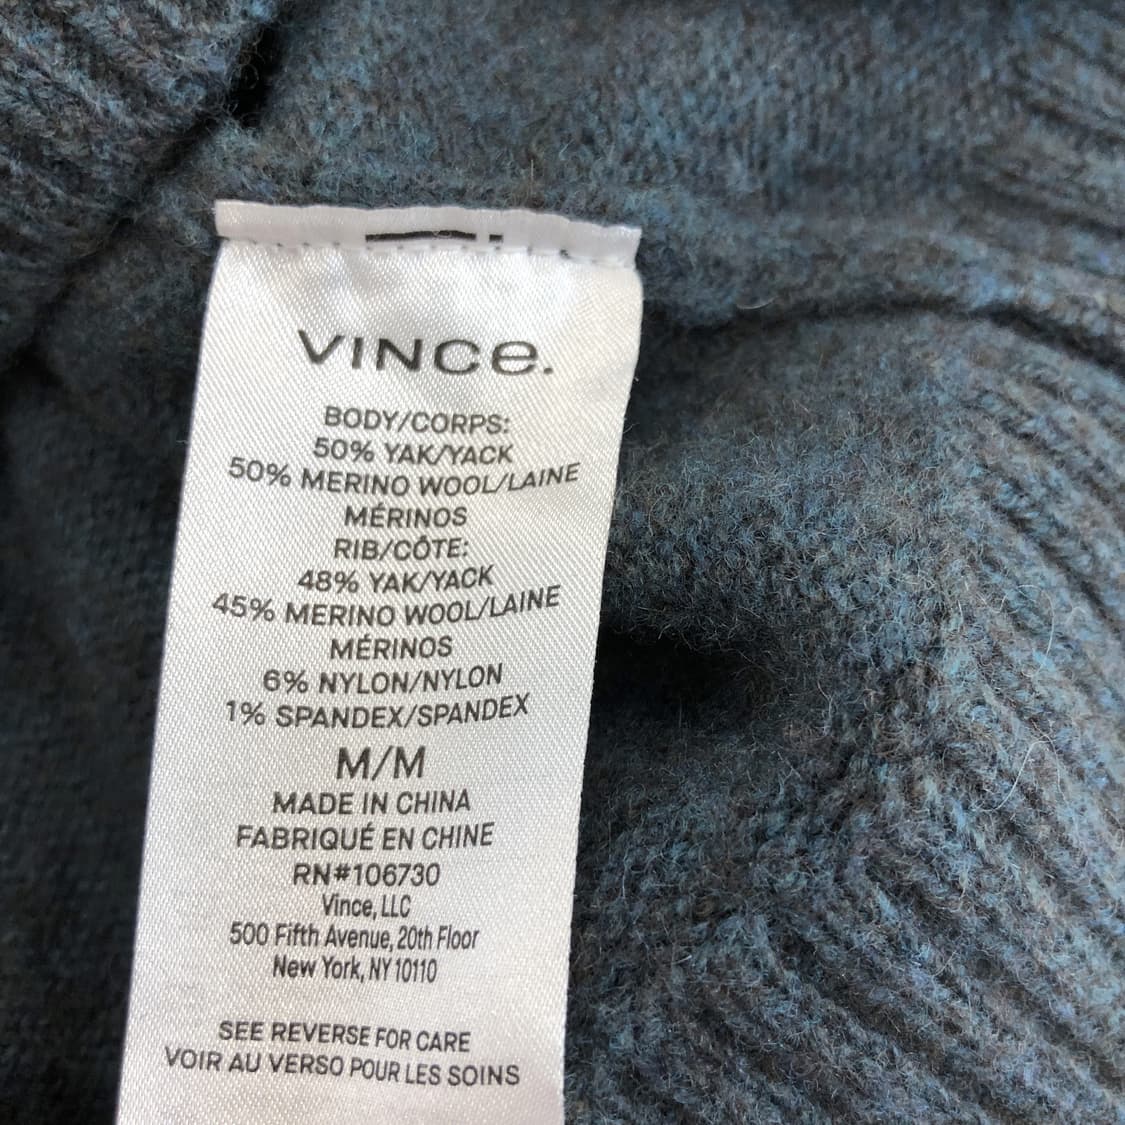 VINCe.
BODY/CORPS:
50% YAK/YACK
50% MERINO WOOL/LAINE
MÉRINOS
RIB/CÔTE:
48% YAK/YACK
45% MERINO WOOL/LAINE
MÉRINOS
6% NYLON/NYLON
1% SPANDEX/SPANDEX
M/M
MADE IN CHINA
FABRIQUÉ EN CHINE
RN#106730
Vince, LLC
500 Fifth Avenue, 20th Floor
New York, NY 10110
SEE REVERSE FOR CARE
VOIR AU VERSO POUR LES SOINS